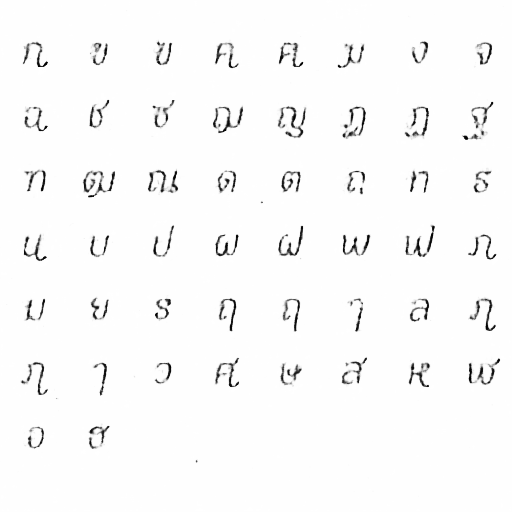 ก ข ฃ ค ฅ ฆ ง จ
ฉ ช ซ ฌ ญ ฎ ฏ ฐ
ฑ ฒ ณ ด ต ถ ท ธ
น บ ป ผ ฝ พ ฟ ภ
ม ย ร ฤ ฤ ๅ ล ฦ
ฦ ๅ ว ศ ษ ส ห ฬ
อ ฮ